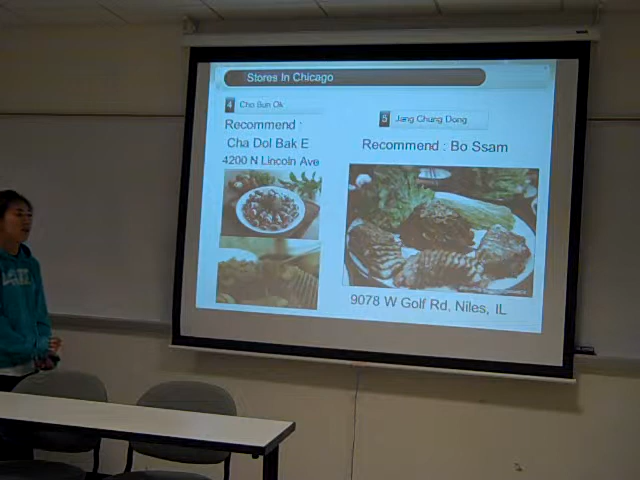 Stores In Chicago
4 Cho Sun Ok
Recommend :
Cha Dol Bak E
4200 N Lincoln Ave
5 Jang Chung Dong
Recommend : Bo Ssam
9078 W Golf Rd, Niles, IL